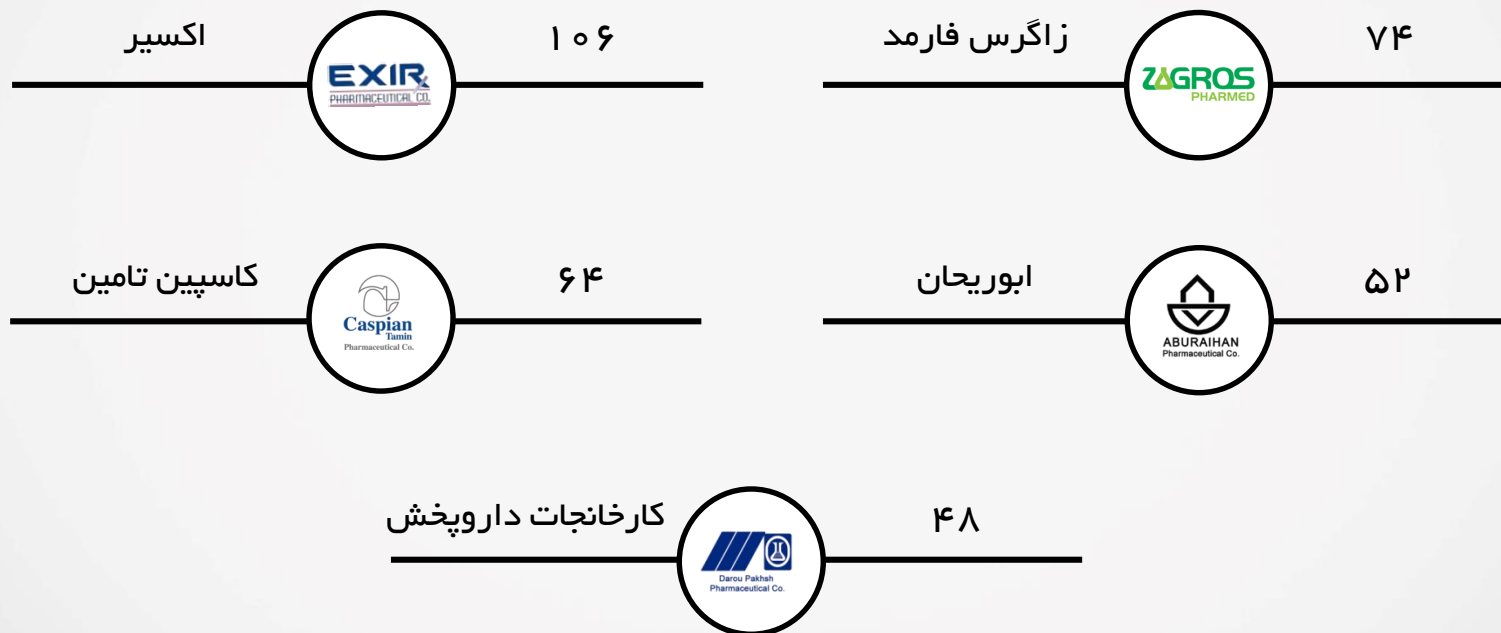 اکسیر
EXIR
PHARMACEUTICAL CO.
۱۰۶
زاگرس فارمد
ZAGROS
PHARMED
۷۴
کاسپین تامین
Caspian
Tamin
Pharmaceutical Co.
۶۴
ابوریحان
ABURAIHAN
Pharmaceutical Co.
۵۲
کارخانجات داروپخش
Darou Pakhsh
Pharmaceutical Co.
۴۸